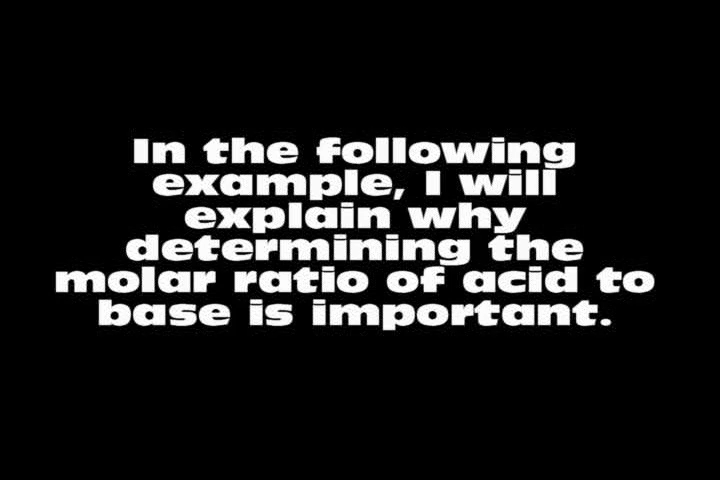 In the following
example, I will
explain why
determining the
molar ratio of acid to
base is important.